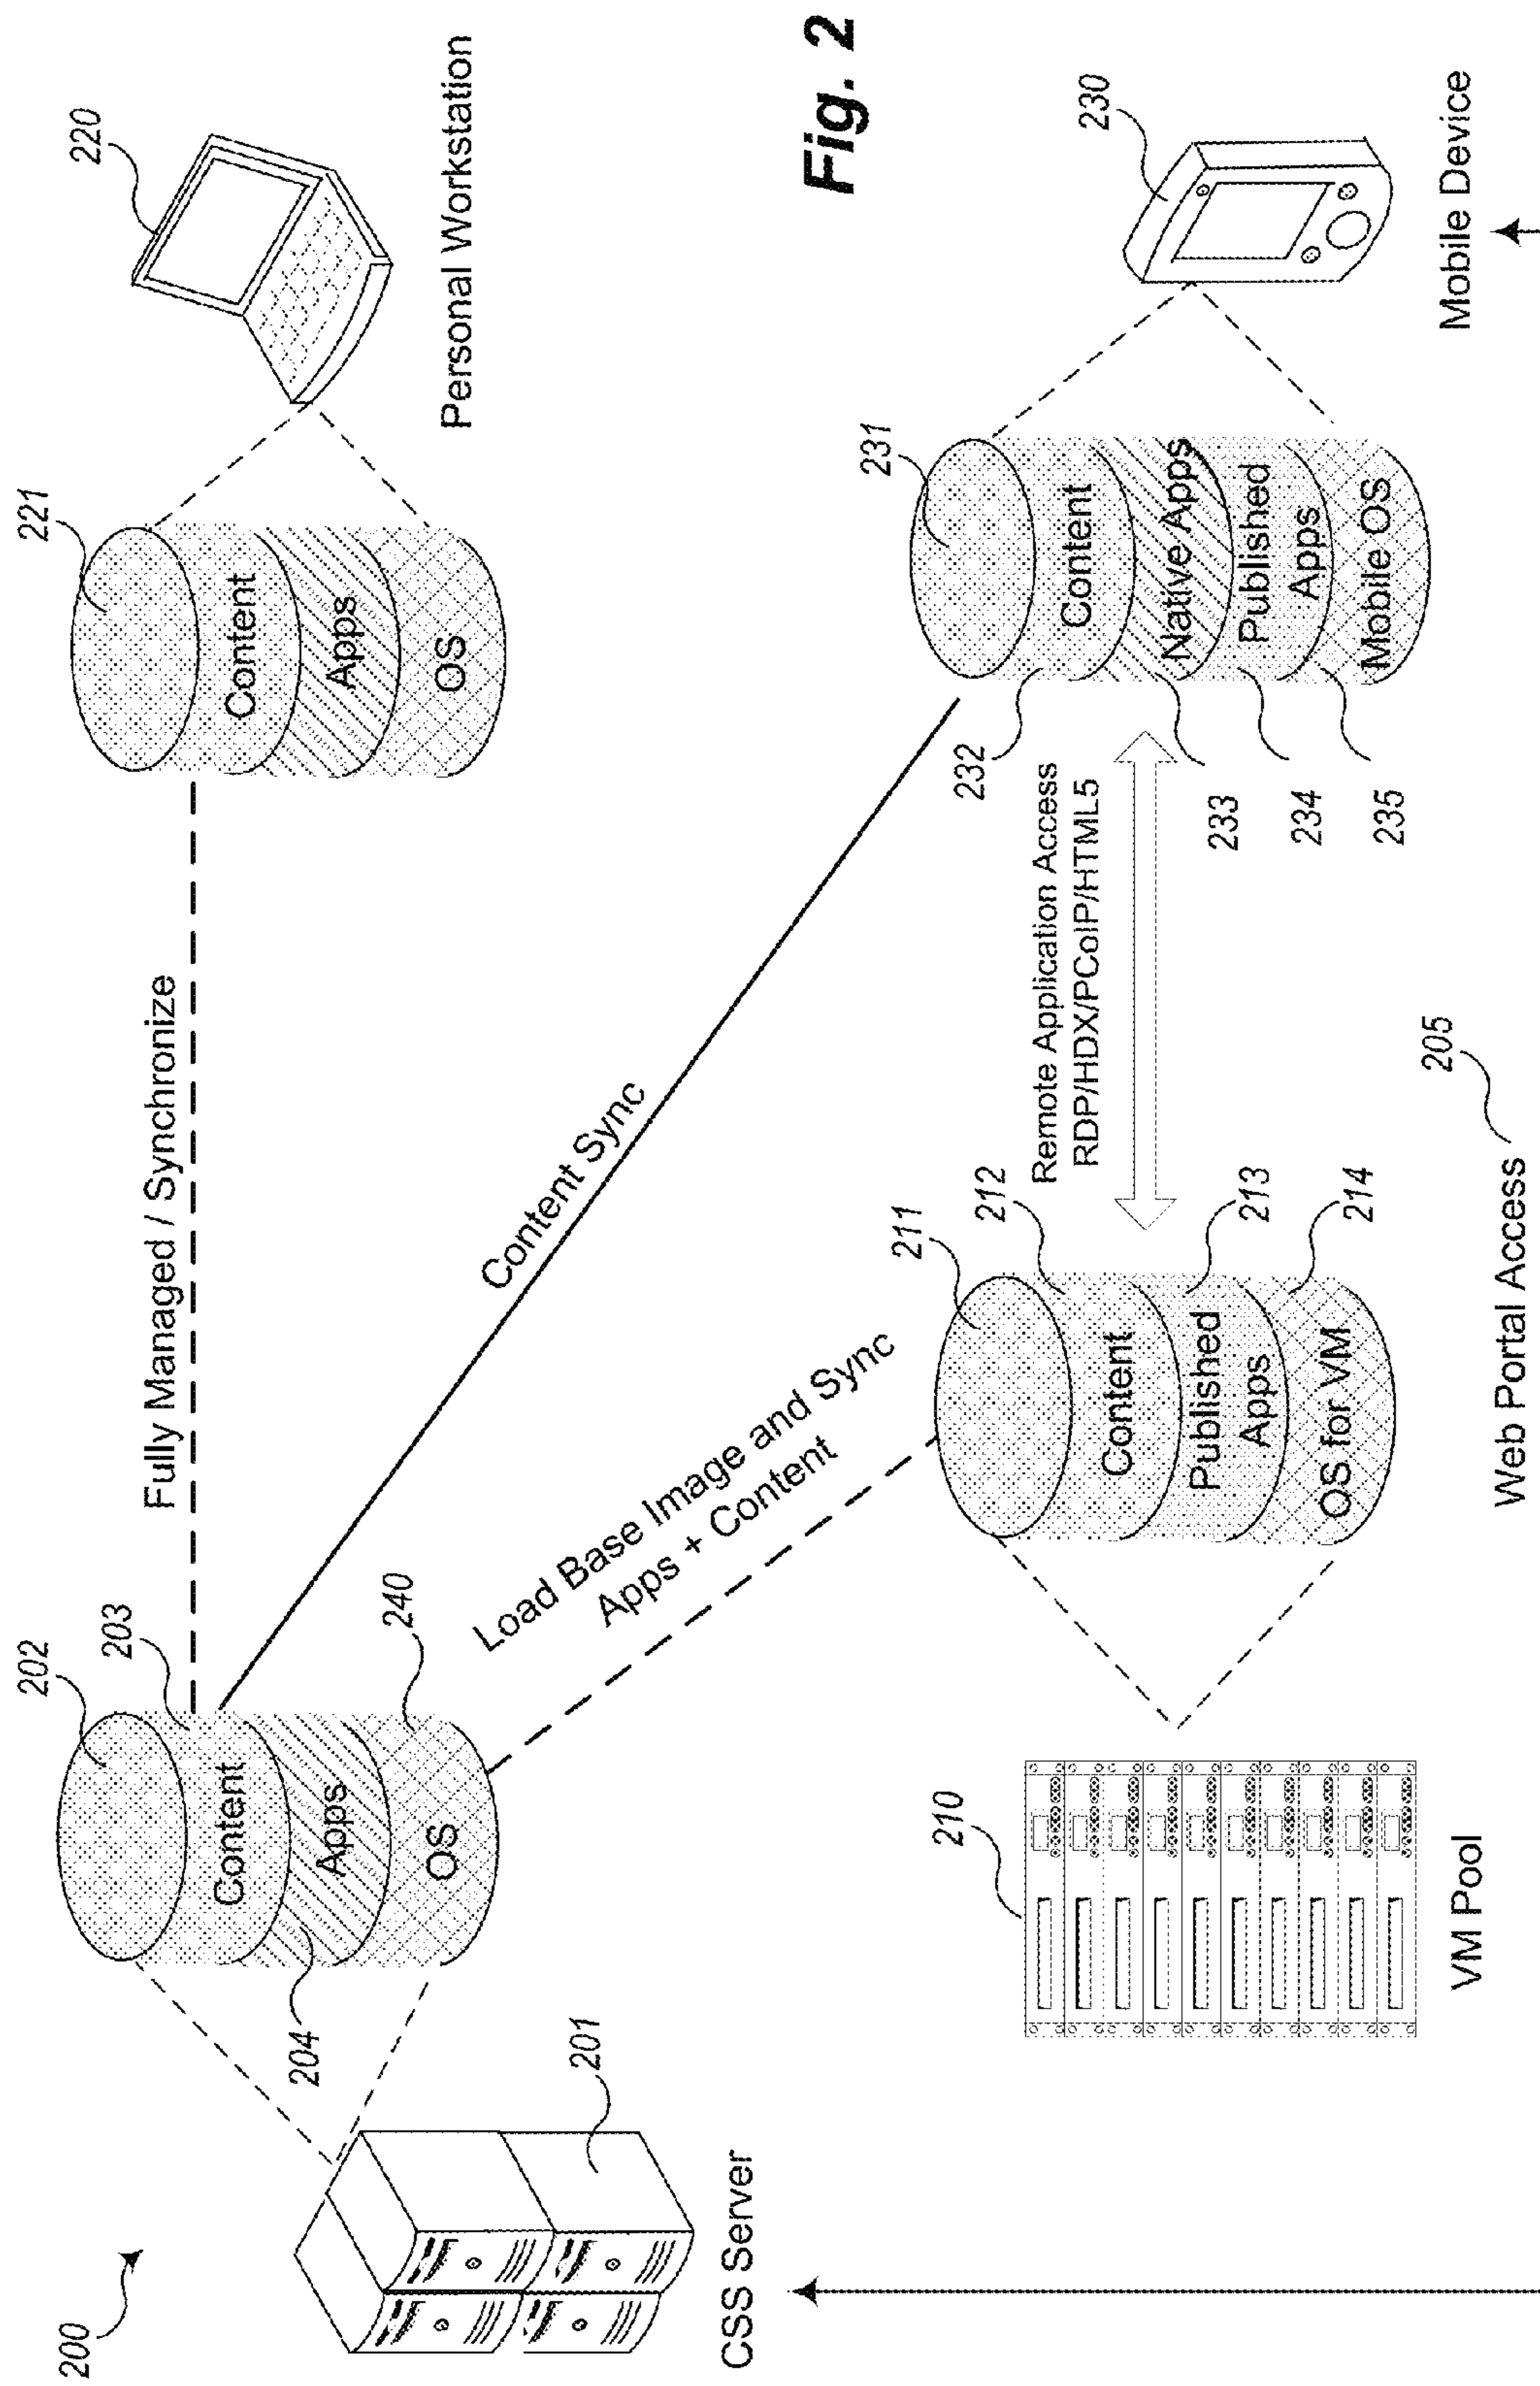 200
201
CSS Server
202
203
204
240
Content
Apps
OS
Fully Managed / Synchronize
221
Content
Apps
OS
220
Personal Workstation
Content Sync
Load Base Image and Sync
Apps + Content
Fig. 2
210
VM Pool
211
212
213
214
Content
Published
Apps
OS for VM
Remote Application Access
RDP/HDX/PCoIP/HTML5
231
232
233
234
235
Content
Native Apps
Published
Apps
Mobile OS
230
Mobile Device
Web Portal Access
205